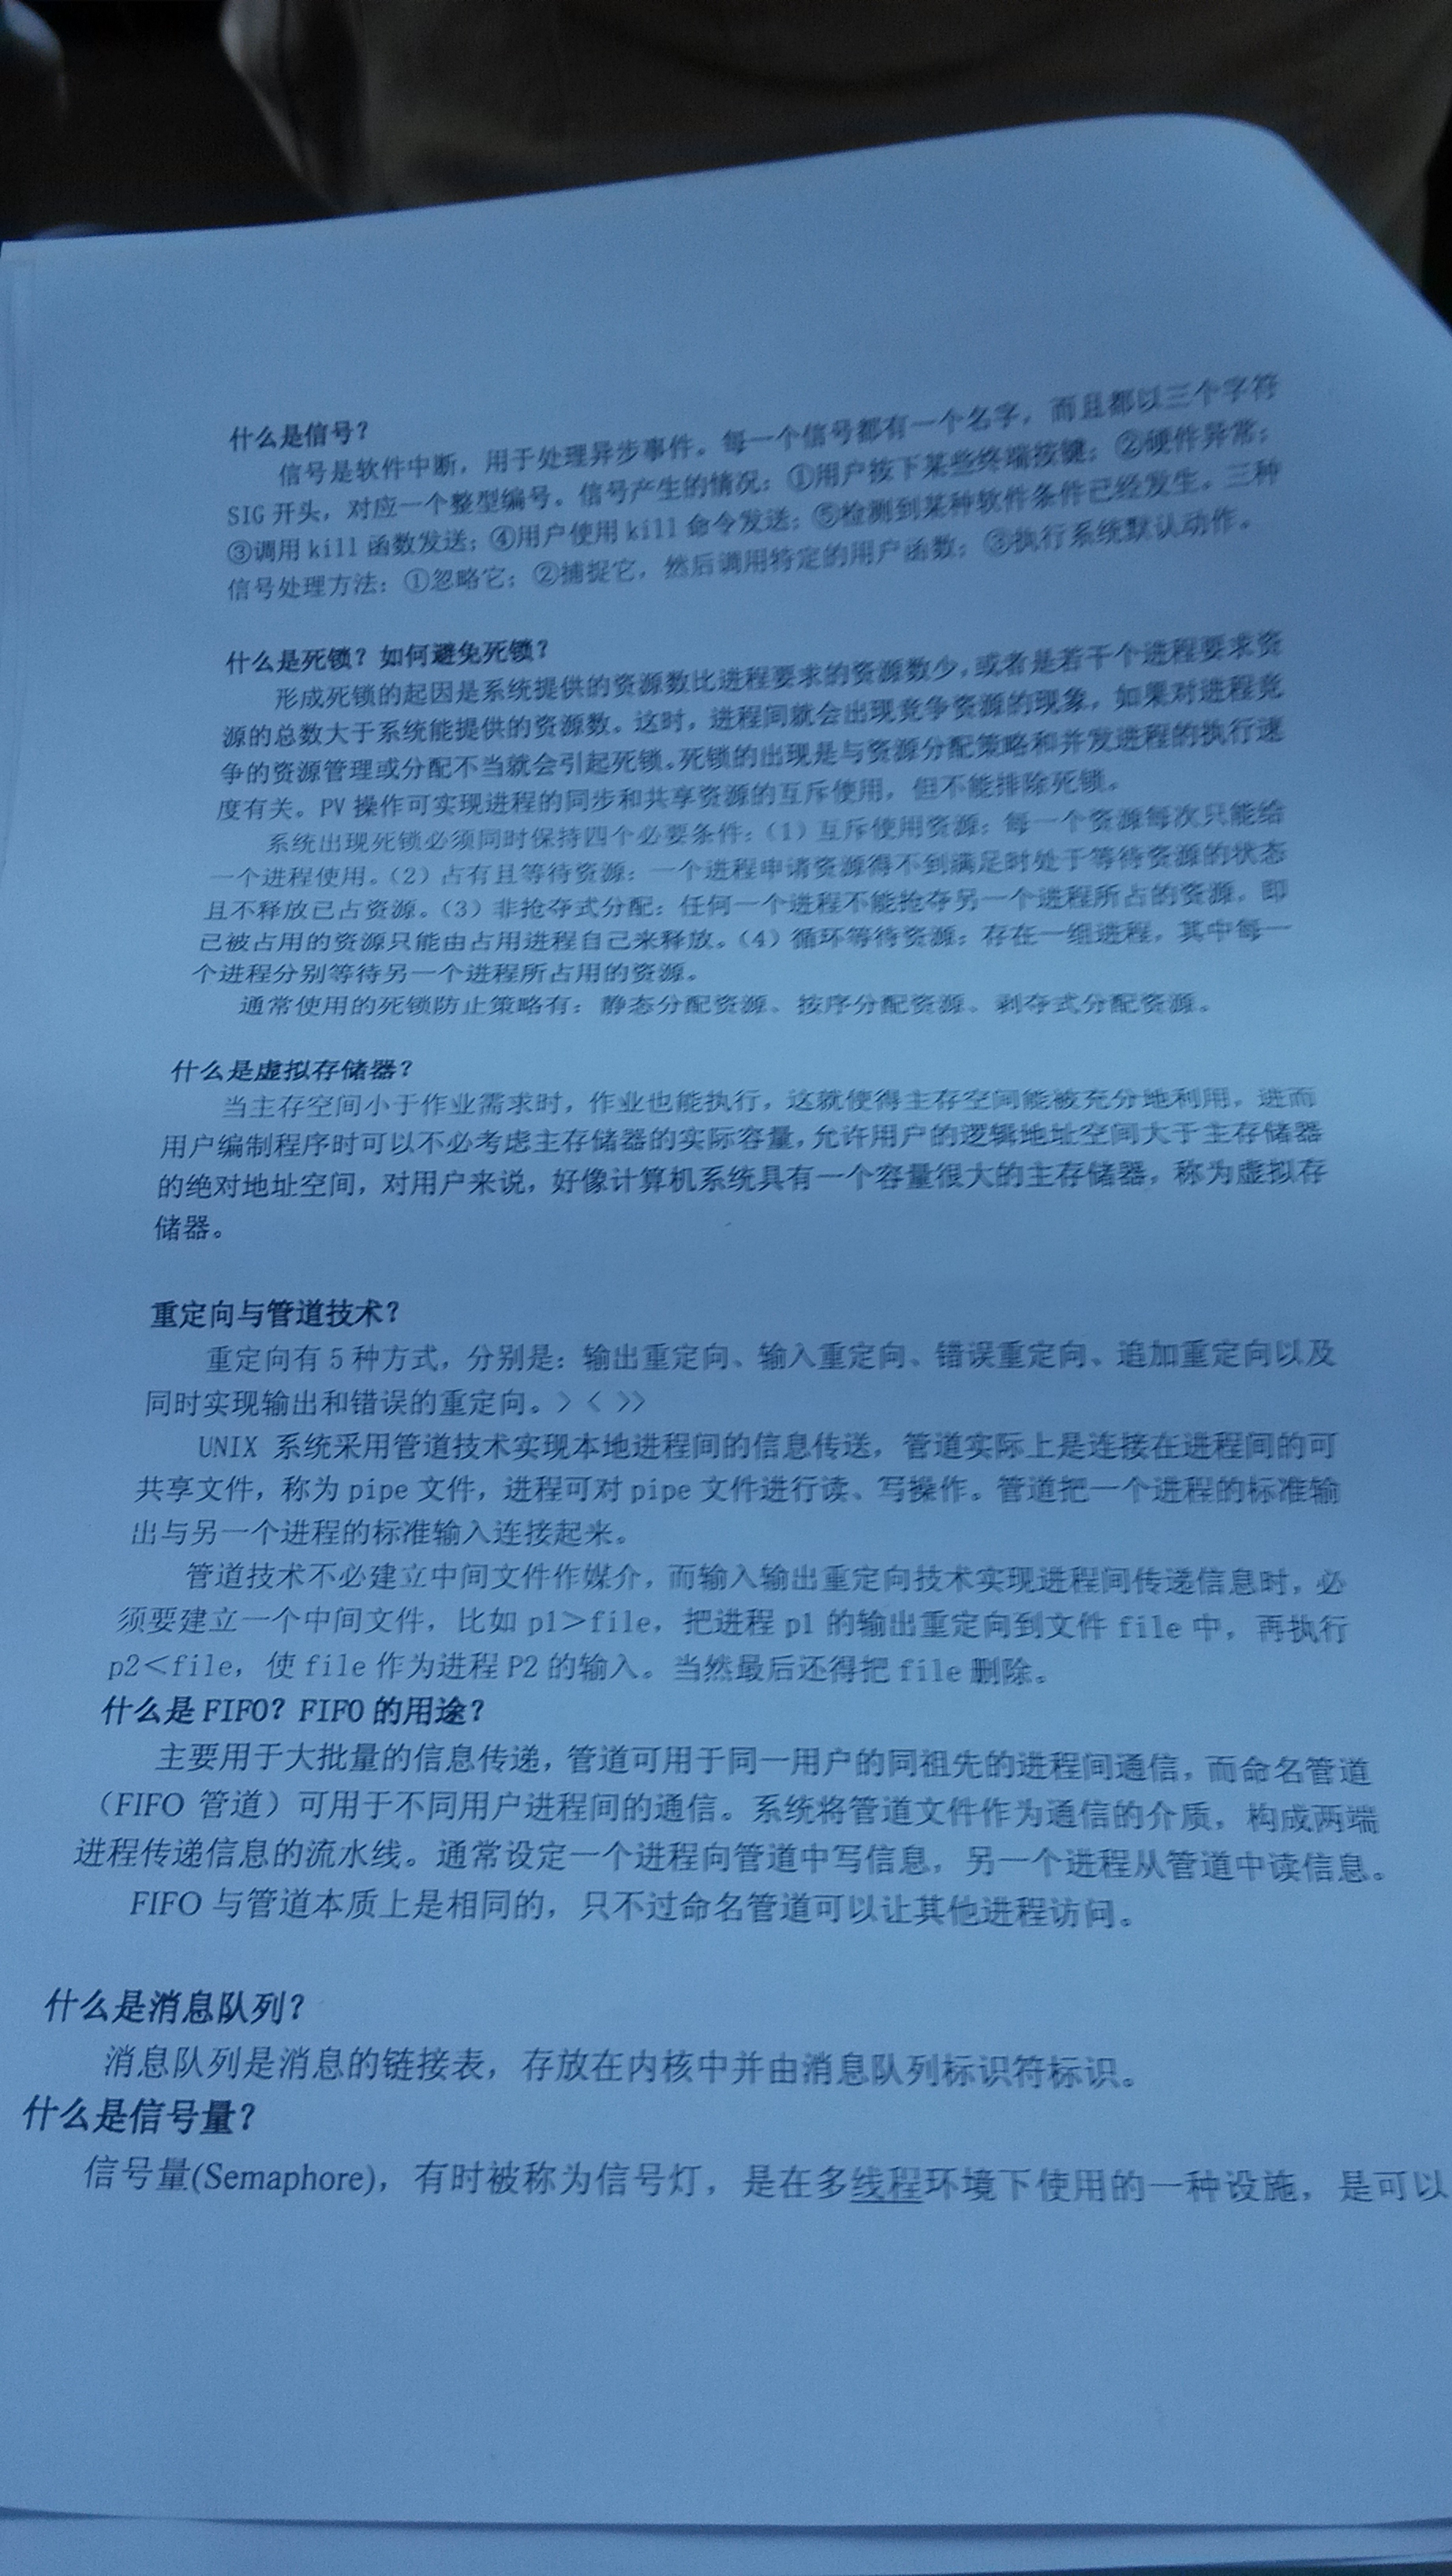 什么是信号？
信号是软件中断，用于处理异步事件。每一个信号都有一个名字，而且都以三个字符
SIG 开头，对应一个整型编号。信号产生的情况：①用户按下某些终端按键；②硬件异常；
③调用 kill 函数发送；④用户使用 kill 命令发送；⑤检测到某种软件条件已经发生。三种
信号处理方法：①忽略它；②捕捉它，然后调用特定的用户函数；③执行系统默认动作。
什么是死锁？如何避免死锁？
形成死锁的起因是系统提供的资源数比进程要求的资源数少，或者是若干个进程要求资
源的总数大于系统能提供的资源数。这时，进程间就会出现竞争资源的现象，如果对进程竞
争的资源管理或分配不当就会引起死锁。死锁的出现是与资源分配策略和并发进程的执行速
度有关。PV 操作可实现进程的同步和共享资源的互斥使用，但不能排除死锁。
系统出现死锁必须同时保持四个必要条件：（1）互斥使用资源：每一个资源每次只能给
一个进程使用。（2）占有且等待资源：一个进程申请资源得不到满足时处于等待资源的状态
且不释放已占资源。（3）非抢夺式分配：任何一个进程不能抢夺另一个进程所占的资源，即
已被占用的资源只能由占用进程自己来释放。（4）循环等待资源：存在一组进程，其中每一
个进程分别等待另一个进程所占用的资源。
通常使用的死锁防止策略有：静态分配资源、按序分配资源、剥夺式分配资源。
什么是虚拟存储器？
当主存空间小于作业需求时，作业也能执行，这就使得主存空间能被充分地利用，进而
用户编制程序时可以不必考虑主存储器的实际容量，允许用户的逻辑地址空间大于主存储器
的绝对地址空间，对用户来说，好像计算机系统具有一个容量很大的主存储器，称为虚拟存
储器。
重定向与管道技术？
重定向有 5 种方式，分别是：输出重定向、输入重定向、错误重定向、追加重定向以及
同时实现输出和错误的重定向。> < >>
UNIX 系统采用管道技术实现本地进程间的信息传送，管道实际上是连接在进程间的可
共享文件，称为 pipe 文件，进程可对 pipe 文件进行读、写操作。管道把一个进程的标准输
出与另一个进程的标准输入连接起来。
管道技术不必建立中间文件作媒介，而输入输出重定向技术实现进程间传递信息时，必
须要建立一个中间文件，比如 p1＞file，把进程 p1 的输出重定向到文件 file 中，再执行
p2＜file，使 file 作为进程 P2 的输入。当然最后还得把 file 删除。
什么是 FIFO？FIFO 的用途？
主要用于大批量的信息传递，管道可用于同一用户的同祖先的进程间通信，而命名管道
（FIFO 管道）可用于不同用户进程间的通信。系统将管道文件作为通信的介质，构成两端
进程传递信息的流水线。通常设定一个进程向管道中写信息，另一个进程从管道中读信息。
FIFO 与管道本质上是相同的，只不过命名管道可以让其他进程访问。
什么是消息队列？
消息队列是消息的链接表，存放在内核中并由消息队列标识符标识。
什么是信号量？
信号量(Semaphore)，有时被称为信号灯，是在多线程环境下使用的一种设施，是可以